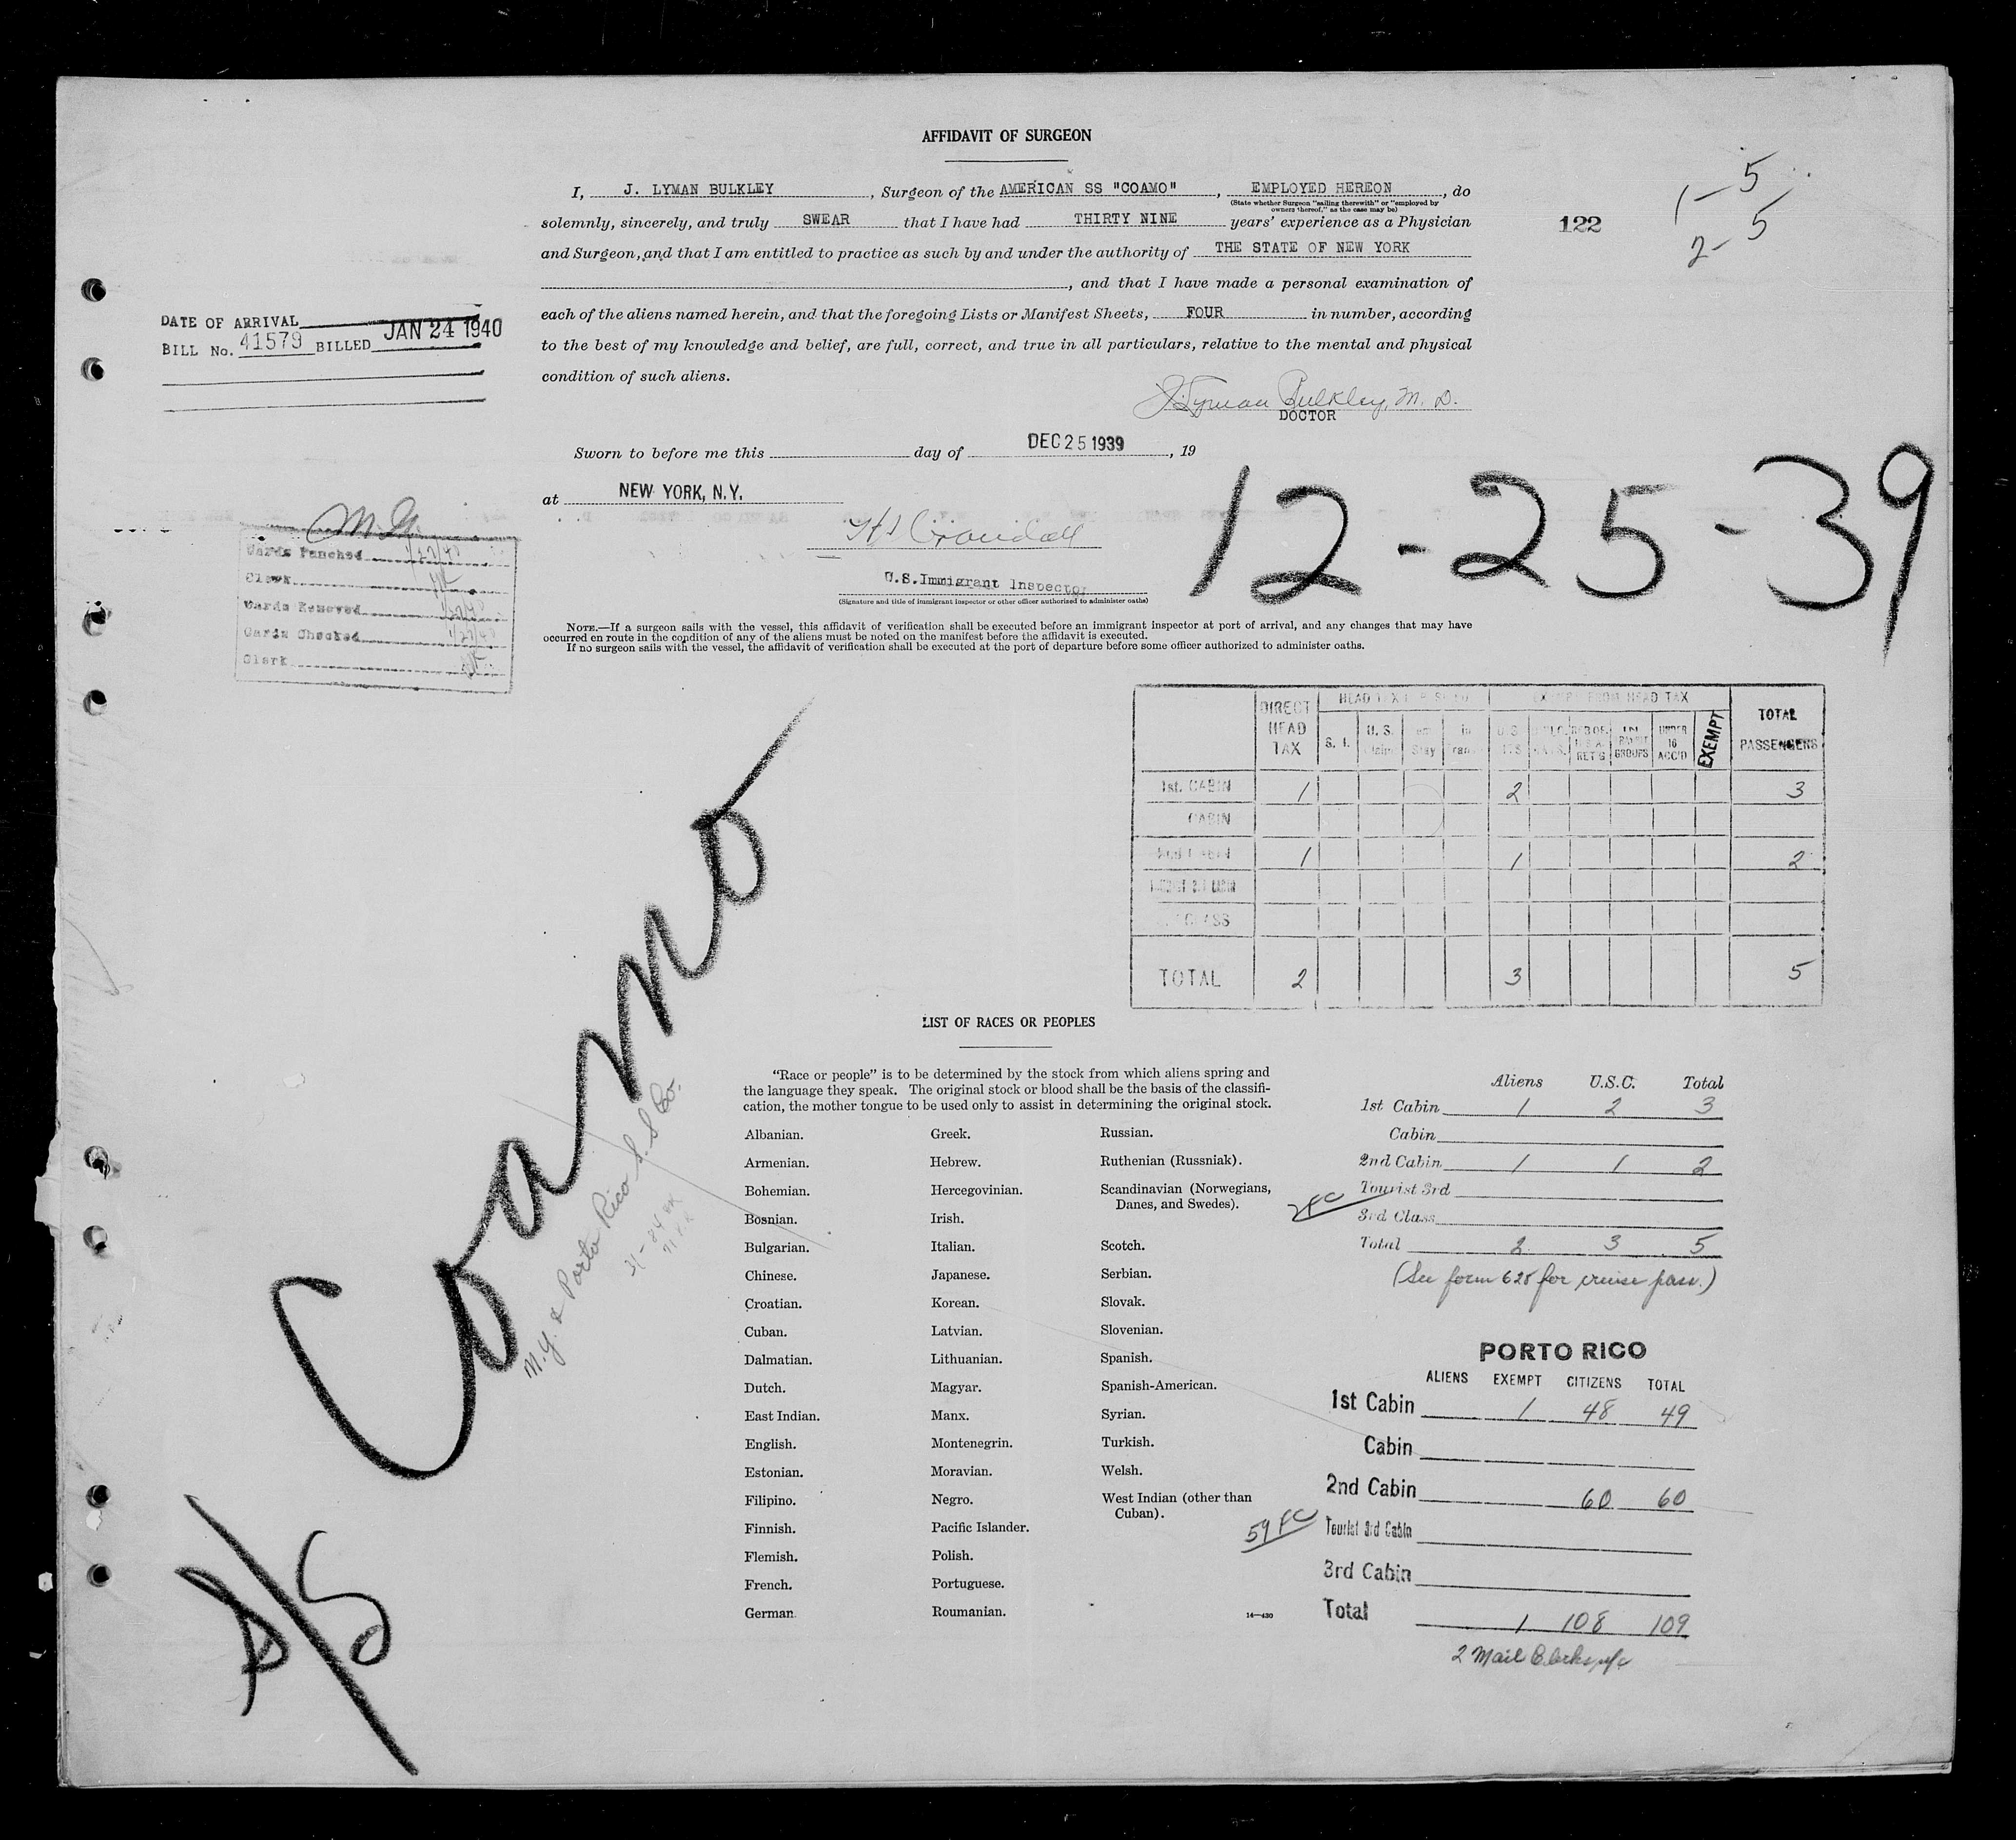 AFFIDAVIT OF SURGEON
I, J. LYMAN BULKLEY, Surgeon of the AMERICAN SS "COAMO", EMPLOYED HEREON, do
(State whether Surgeon "sailing therewith" or "employed by owners thereof," as the case may be)
solemnly, sincerely, and truly SWEAR that I have had THIRTY NINE years' experience as a Physician
and Surgeon, and that I am entitled to practice as such by and under the authority of THE STATE OF NEW YORK
, and that I have made a personal examination of
each of the aliens named herein, and that the foregoing Lists or Manifest Sheets, FOUR in number, according
to the best of my knowledge and belief, are full, correct, and true in all particulars, relative to the mental and physical
condition of such aliens.
J. Lyman Bulkley, M. D.
DOCTOR
122
1 - 5
2 - 5
DATE OF ARRIVAL
BILL No. 41579 BILLED JAN 24 1940
Sworn to before me this day of DEC 25 1939, 19
at NEW YORK, N.Y.
12-25-39
U.S. Immigrant Inspector
(Signature and title of immigrant inspector or other officer authorized to administer oaths)
Cards Punched
Clerk
Cards Removed
Cards Checked
Clerk
NOTE.—If a surgeon sails with the vessel, this affidavit of verification shall be executed before an immigrant inspector at port of arrival, and any changes that may have
occurred en route in the condition of any of the aliens must be noted on the manifest before the affidavit is executed.
If no surgeon sails with the vessel, the affidavit of verification shall be executed at the port of departure before some officer authorized to administer oaths.
DIRECT HEAD TAX
HEAD TAX
S. I.
U. S.
EXEMPT FROM HEAD TAX
UNDER 16 ACC'D
EXEMPT
TOTAL PASSENGERS
1st. CABIN 1 2 3
CABIN
2nd CABIN 1 1 2
CLASS
TOTAL 2 3 5
S/S Coamo
N.Y. & Porto Rico S.S Co.
LIST OF RACES OR PEOPLES
"Race or people" is to be determined by the stock from which aliens spring and
the language they speak. The original stock or blood shall be the basis of the classifi-
cation, the mother tongue to be used only to assist in determining the original stock.
Albanian.
Armenian.
Bohemian.
Bosnian.
Bulgarian.
Chinese.
Croatian.
Cuban.
Dalmatian.
Dutch.
East Indian.
English.
Estonian.
Filipino.
Finnish.
Flemish.
French.
German.
Greek.
Hebrew.
Hercegovinian.
Irish.
Italian.
Japanese.
Korean.
Latvian.
Lithuanian.
Magyar.
Manx.
Montenegrin.
Moravian.
Negro.
Pacific Islander.
Polish.
Portuguese.
Roumanian.
Russian.
Ruthenian (Russniak).
Scandinavian (Norwegians,
Danes, and Swedes).
Scotch.
Serbian.
Slovak.
Slovenian.
Spanish.
Spanish-American.
Syrian.
Turkish.
Welsh.
West Indian (other than
Cuban).
14—430
Aliens U.S.C. Total
1st Cabin 1 2 3
Cabin
2nd Cabin 1 1 2
Tourist 3rd
3rd Class
Total 2 3 5
(See form 628 for cruise pass.)
PORTO RICO
ALIENS EXEMPT CITIZENS TOTAL
1st Cabin 1 48 49
Cabin
2nd Cabin 60 60
59 FC
Tourist 3rd Cabin
3rd Cabin
Total 1 108 109
2 Mail Clerks